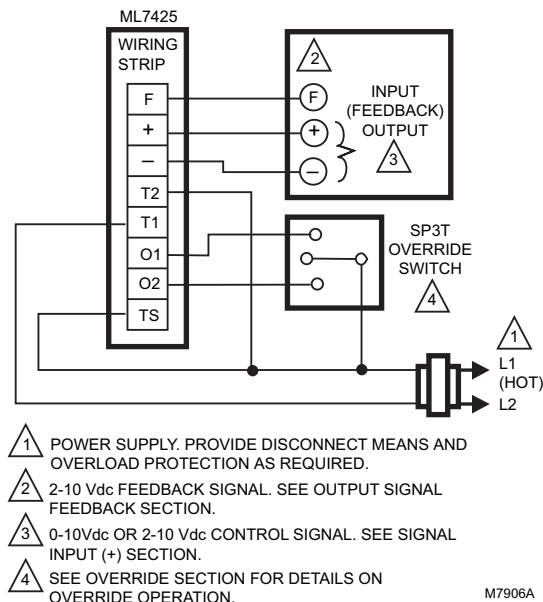 ML7425
WIRING
STRIP
F
+
–
T2
T1
O1
O2
TS
2
F
INPUT
(FEEDBACK)
+
OUTPUT
–
3
SP3T
OVERRIDE
SWITCH
4
1
L1
(HOT)
L2
1 POWER SUPPLY. PROVIDE DISCONNECT MEANS AND
OVERLOAD PROTECTION AS REQUIRED.
2 2-10 Vdc FEEDBACK SIGNAL. SEE OUTPUT SIGNAL
FEEDBACK SECTION.
3 0-10Vdc OR 2-10 Vdc CONTROL SIGNAL. SEE SIGNAL
INPUT (+) SECTION.
4 SEE OVERRIDE SECTION FOR DETAILS ON
OVERRIDE OPERATION.
M7906A